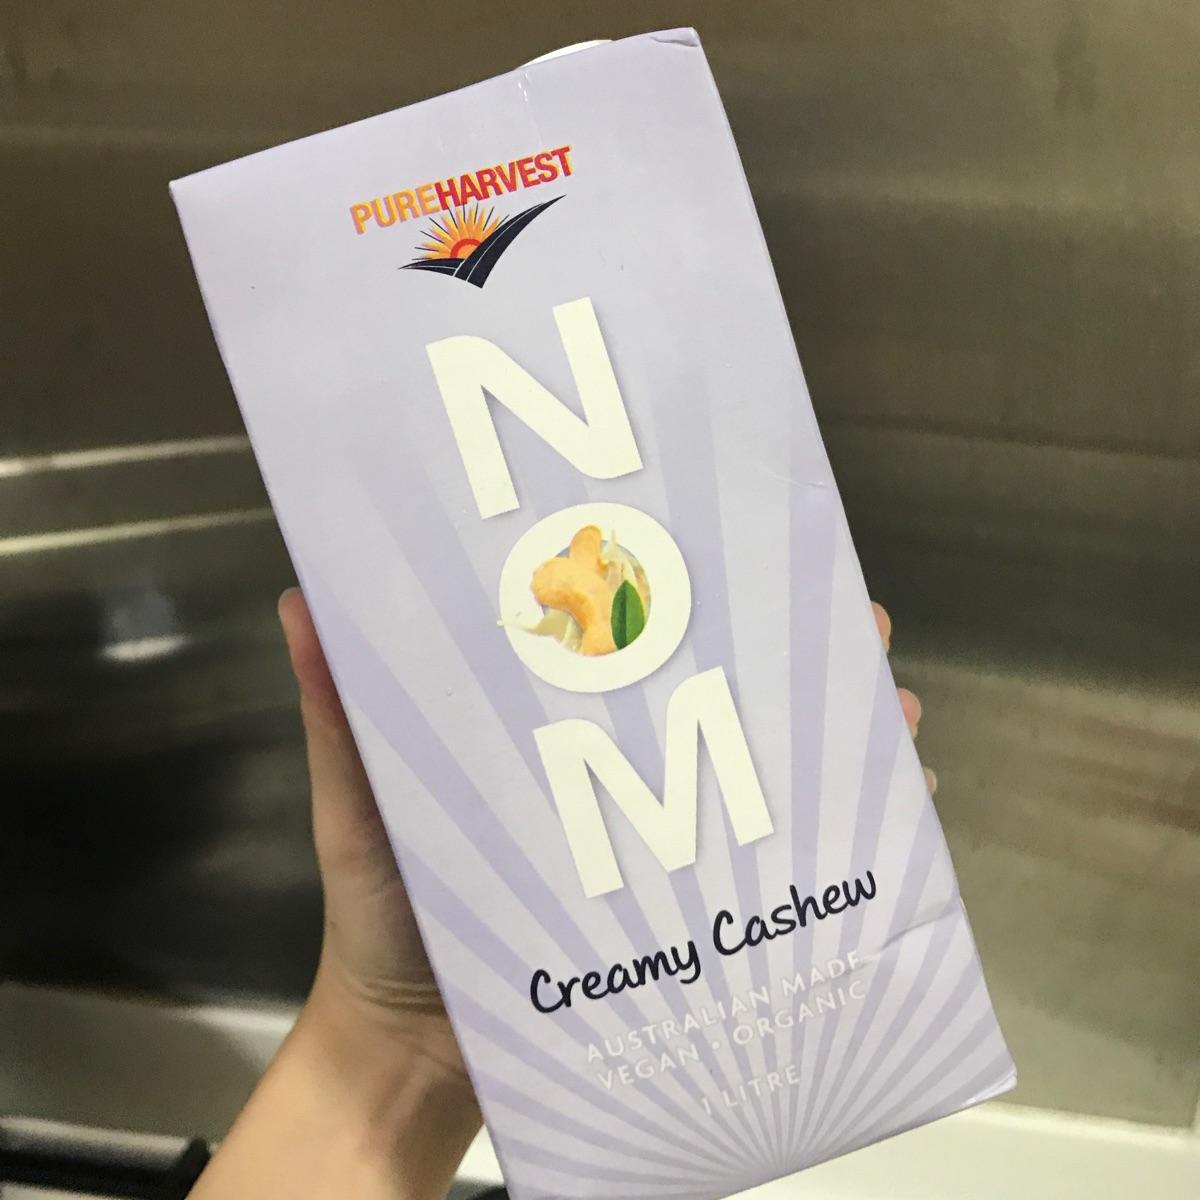 PUREHARVEST
NOM
Creamy Cashew
AUSTRALIAN MADE
VEGAN • ORGANIC
1 LITRE